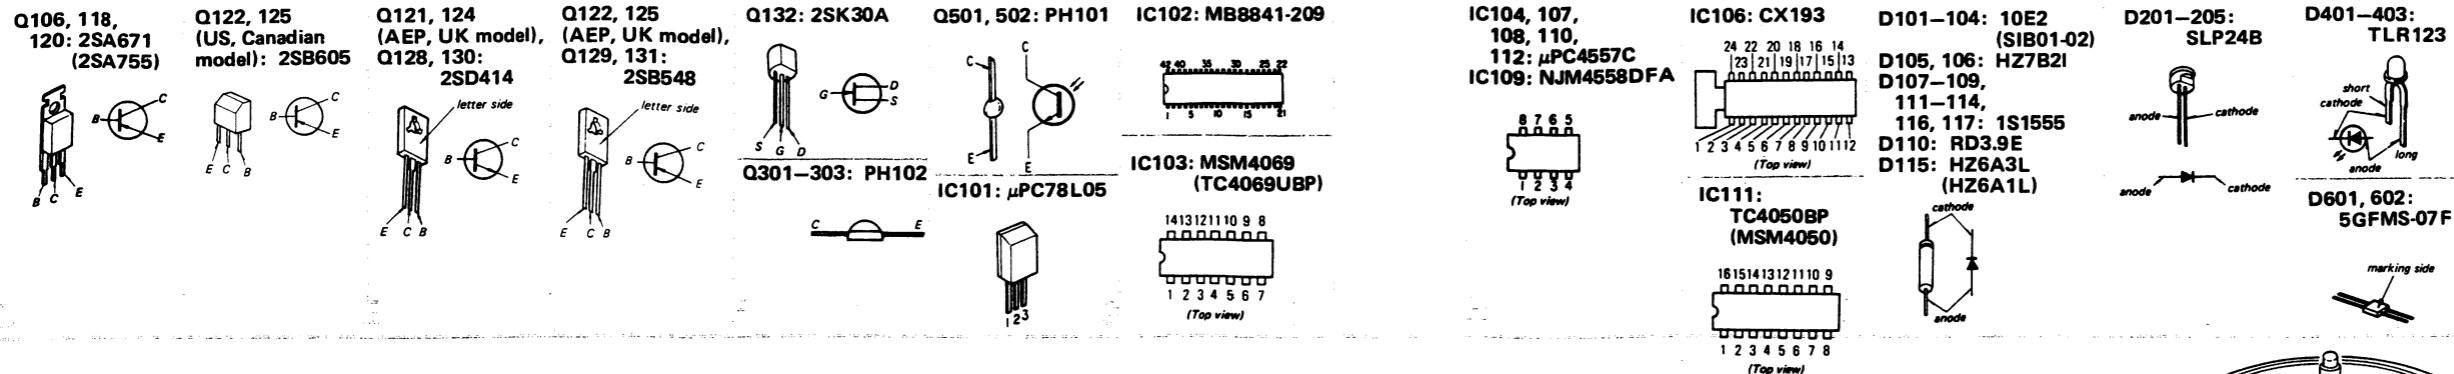 Q106, 118,
120: 2SA671
(2SA755)
C
B
E
B C E
Q122, 125
(US, Canadian
model): 2SB605
C
B
E
E C B
Q121, 124
(AEP, UK model),
Q128, 130:
2SD414
letter side
C
B
E
E C B
Q122, 125
(AEP, UK model),
Q129, 131:
2SB548
letter side
C
B
E
E C B
Q132: 2SK30A
D
G
S
S G D
Q301–303: PH102
C E
Q501, 502: PH101
C
C
E
E
IC101: μPC78L05
1 2 3
IC102: MB8841-209
42 40 35 30 25 22
1 5 10 15 21
IC103: MSM4069
(TC4069UBP)
14 13 12 11 10 9 8
1 2 3 4 5 6 7
(Top view)
IC104, 107,
108, 110,
112: μPC4557C
IC109: NJM4558DFA
8 7 6 5
1 2 3 4
(Top view)
IC106: CX193
24 22 20 18 16 14
23 21 19 17 15 13
1 2 3 4 5 6 7 8 9 10 11 12
(Top view)
IC111:
TC4050BP
(MSM4050)
16 15 14 13 12 11 10 9
1 2 3 4 5 6 7 8
(Top view)
D101–104: 10E2
(SIB01-02)
D105, 106: HZ7B2I
D107–109,
111–114,
116, 117: 1S1555
D110: RD3.9E
D115: HZ6A3L
(HZ6A1L)
cathode
anode
D201–205:
SLP24B
anode
cathode
anode
cathode
D401–403:
TLR123
short
cathode
long
anode
D601, 602:
5GFMS-07F
marking side